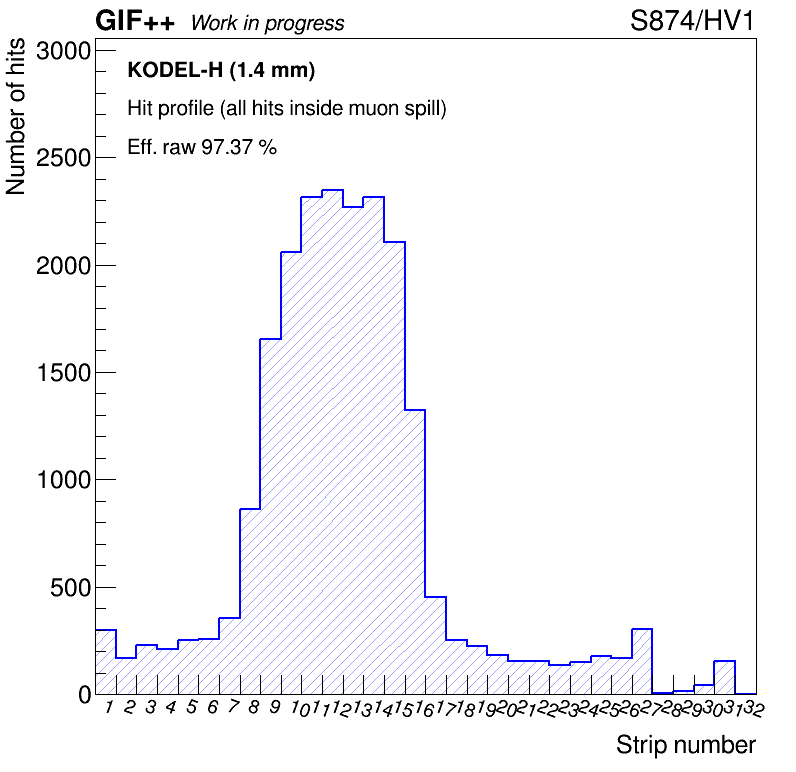 GIF++ Work in progress S874/HV1
Number of hits
KODEL-H (1.4 mm)
Hit profile (all hits inside muon spill)
Eff. raw 97.37 %
3000
2500
2000
1500
1000
500
0
1 2 3 4 5 6 7 8 9 10 11 12 13 14 15 16 17 18 19 20 21 22 23 24 25 26 27 28 29 30 31 32
Strip number